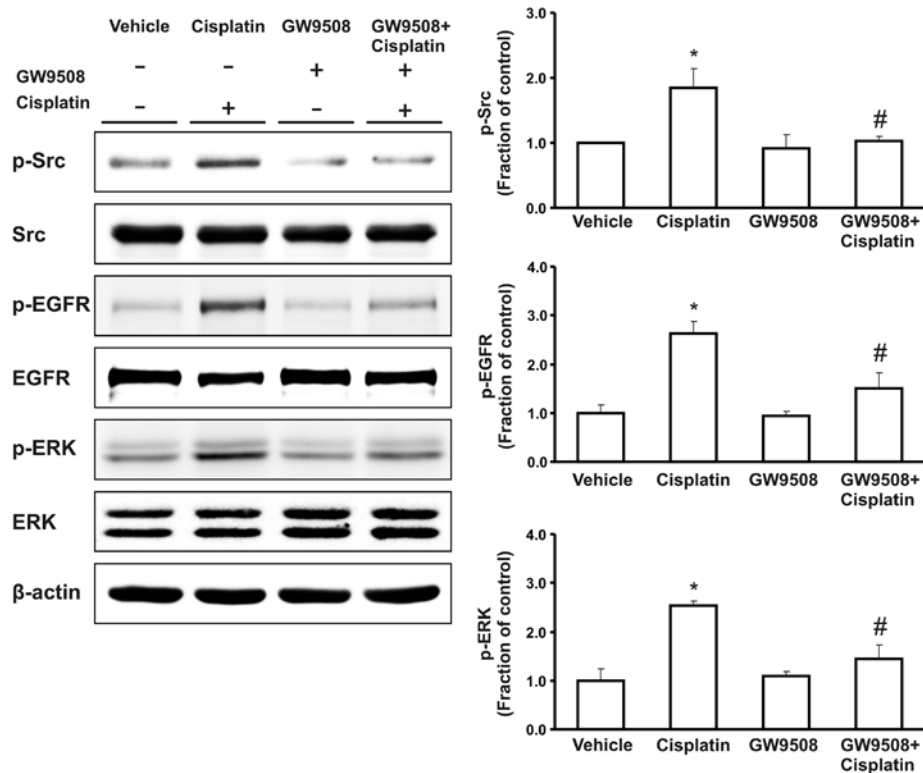 Vehicle Cisplatin GW9508 GW9508+
Cisplatin
GW9508 – – + +
Cisplatin – + – +
p-Src
Src
p-EGFR
EGFR
p-ERK
ERK
β-actin
p-Src
(Fraction of control)
3.0
2.0
1.0
0.0
*
#
Vehicle Cisplatin GW9508 GW9508+
Cisplatin
p-EGFR
(Fraction of control)
4.0
3.0
2.0
1.0
0.0
*
#
Vehicle Cisplatin GW9508 GW9508+
Cisplatin
p-ERK
(Fraction of control)
4.0
3.0
2.0
1.0
0.0
*
#
Vehicle Cisplatin GW9508 GW9508+
Cisplatin